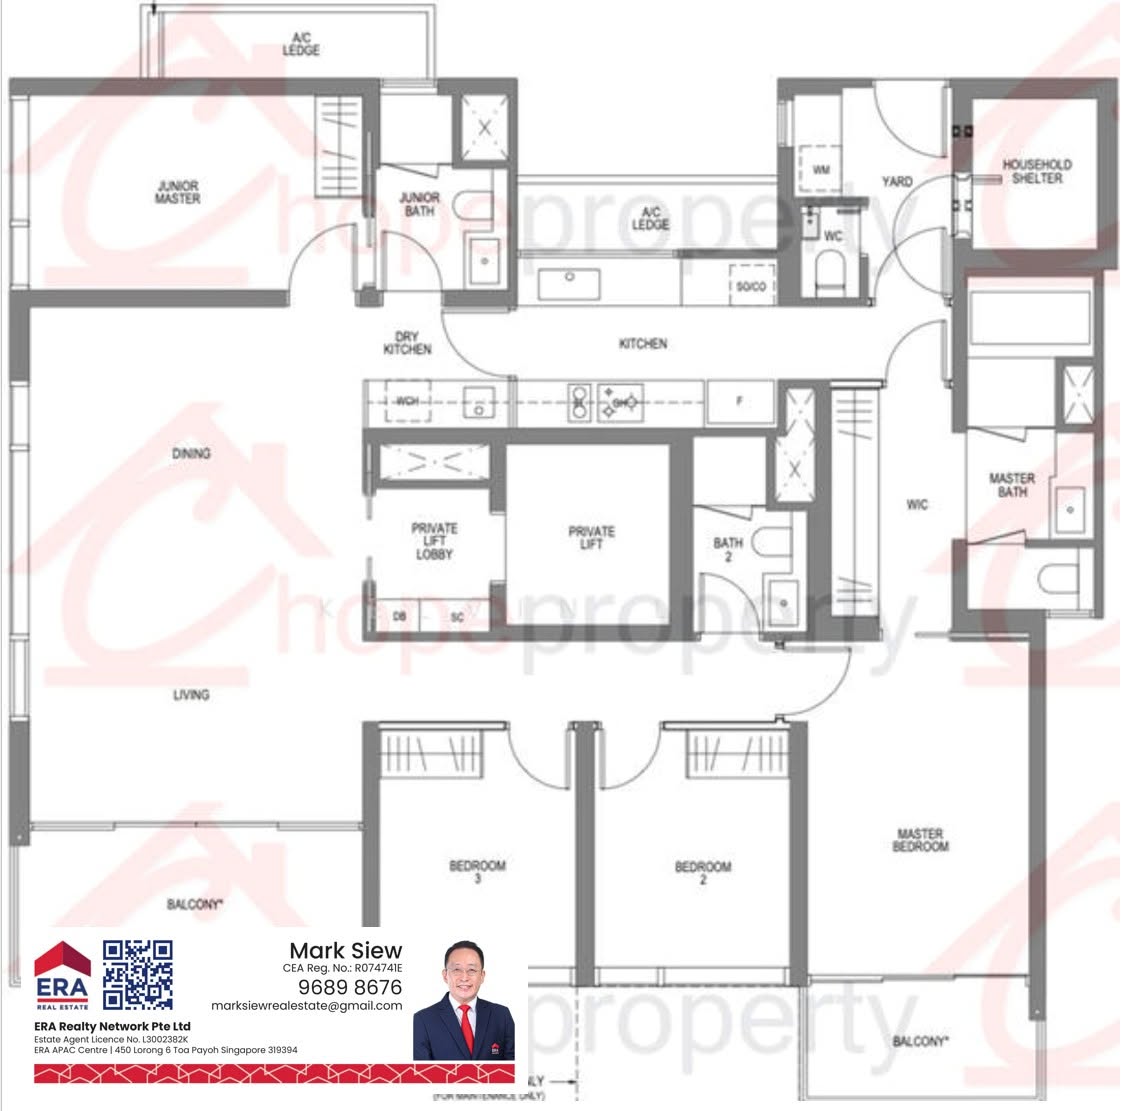 A/C
LEDGE
JUNIOR
MASTER
JUNIOR
BATH
A/C
LEDGE
WM
YARD
HOUSEHOLD
SHELTER
WC
SO/CO
DRY
KITCHEN
KITCHEN
WCH
F
DINING
PRIVATE
LIFT
LOBBY
PRIVATE
LIFT
BATH
2
WIC
MASTER
BATH
DB
SC
LIVING
BEDROOM
3
BEDROOM
2
MASTER
BEDROOM
BALCONY*
BALCONY*
hopeproperty
hopeproperty
hopeproperty
Mark Siew
CEA Reg. No.: R074741E
9689 8676
marksiewrealestate@gmail.com
ERA
REAL ESTATE
ERA Realty Network Pte Ltd
Estate Agent Licence No. L3002382K
ERA APAC Centre | 450 Lorong 6 Toa Payoh Singapore 319394
(FOR MAINTENANCE ONLY)